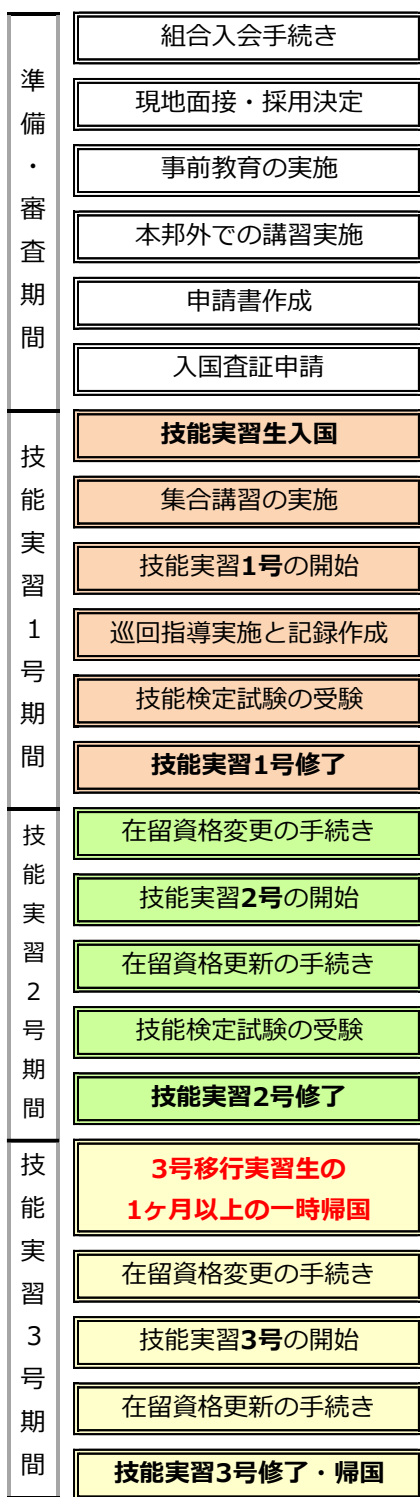 準備・審査期間
組合入会手続き
現地面接・採用決定
事前教育の実施
本邦外での講習実施
申請書作成
入国査証申請
技能実習1号期間
技能実習生入国
集合講習の実施
技能実習1号の開始
巡回指導実施と記録作成
技能検定試験の受験
技能実習1号修了
技能実習2号期間
在留資格変更の手続き
技能実習2号の開始
在留資格更新の手続き
技能検定試験の受験
技能実習2号修了
技能実習3号期間
3号移行実習生の
1ヶ月以上の一時帰国
在留資格変更の手続き
技能実習3号の開始
在留資格更新の手続き
技能実習3号修了・帰国